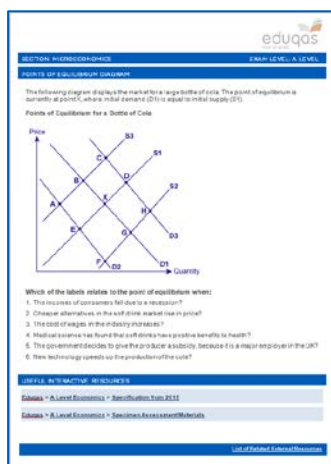 eduqas
SECTION: MICROECONOMICS
EXAM LEVEL: A LEVEL
POINTS OF EQUILIBRIUM DIAGRAM
The following diagram displays the market for a large bottle of cola. The point of equilibrium is
currently at point X, where initial demand (D1) is equal to initial supply (S1).
Points of Equilibrium for a Bottle of Cola
Price
S3
C
S1
B
D
S2
A
X
H
E
G
D3
F
D2
D1
Quantity
Which of the labels relates to the point of equilibrium when:
1. The incomes of consumers fall due to a recession?
2. Cheaper alternatives in the soft drink market rise in price?
3. The cost of wages in the industry increases?
4. Medical science has found that soft drinks have positive benefits to health?
5. The government decides to give the producer a subsidy, because it is a major employer in the UK?
6. New technology speeds up the production of the cola?
USEFUL INTERACTIVE RESOURCES
Eduqas > A Level Economics > Specification from 2015
Eduqas > A Level Economics > Specimen Assessment Materials
List of Related External Resources